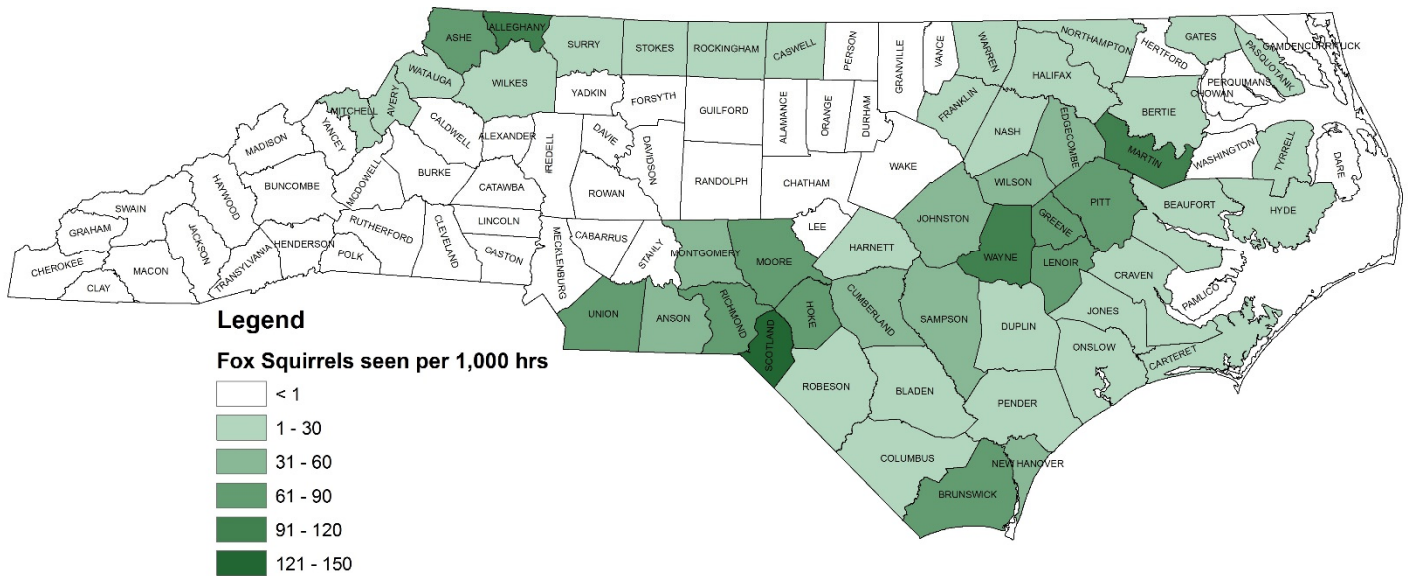 ASHE
ALLEGHANY
SURRY
STOKES
ROCKINGHAM
CASWELL
PERSON
GRANVILLE
VANCE
WARREN
NORTHAMPTON
HERTFORD
GATES
PASQUOTANK
CAMDEN
CURRITUCK
WATAUGA
WILKES
YADKIN
FORSYTH
GUILFORD
ALAMANCE
ORANGE
DURHAM
FRANKLIN
HALIFAX
BERTIE
PERQUIMANS
CHOWAN
MITCHELL
AVERY
YANCEY
CALDWELL
ALEXANDER
IREDELL
DAVIE
DAVIDSON
NASH
EDGECOMBE
MARTIN
WASHINGTON
TYRRELL
DARE
MADISON
BUNCOMBE
MCDOWELL
BURKE
CATAWBA
ROWAN
RANDOLPH
CHATHAM
WAKE
WILSON
PITT
BEAUFORT
HYDE
HAYWOOD
SWAIN
GRAHAM
CHEROKEE
CLAY
MACON
JACKSON
TRANSYLVANIA
HENDERSON
POLK
RUTHERFORD
CLEVELAND
LINCOLN
GASTON
MECKLENBURG
CABARRUS
STANLY
MONTGOMERY
MOORE
LEE
HARNETT
JOHNSTON
WAYNE
GREENE
LENOIR
CRAVEN
PAMLICO
UNION
ANSON
RICHMOND
SCOTLAND
HOKE
CUMBERLAND
SAMPSON
DUPLIN
JONES
ONSLOW
CARTERET
ROBESON
BLADEN
PENDER
COLUMBUS
NEW HANOVER
BRUNSWICK
Legend
Fox Squirrels seen per 1,000 hrs
< 1
1 - 30
31 - 60
61 - 90
91 - 120
121 - 150